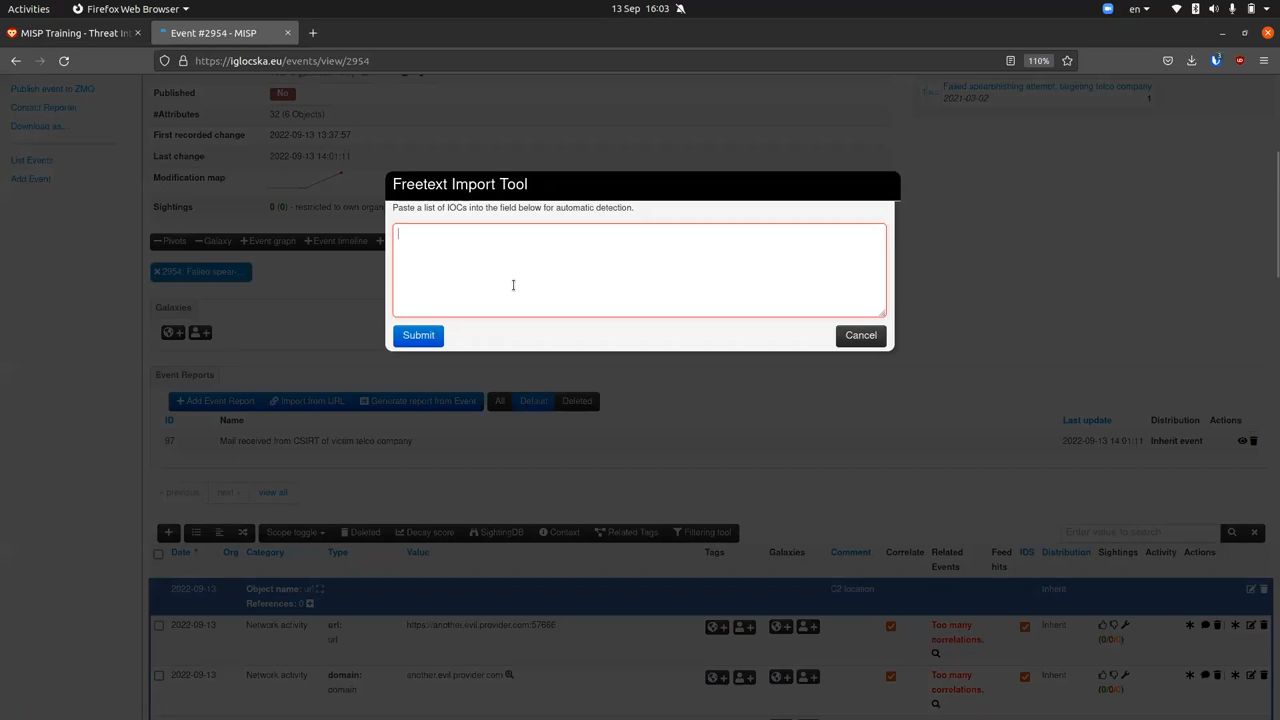 Activities
Firefox Web Browser
13 Sep 16:03
en
MISP Training - Threat In
Event #2954 - MISP
https://iglocska.eu/events/view/2954
110%
Publish event to ZMQ
Contact Reporter
Download as...
List Events
Add Event
Published No
#Attributes 32 (6 Objects)
First recorded change 2022-09-13 13:37:57
Last change 2022-09-13 14:01:11
Modification map
Sightings 0 (0) - restricted to own organ
Failed spearphishing attempt, targeting telco company
2021-03-02 1
Freetext Import Tool
Paste a list of IOCs into the field below for automatic detection.
Submit Cancel
Pivots Galaxy Event graph Event timeline
2954: Failed spear-...
Galaxies
Event Reports
Add Event Report Import from URL Generate report from Event All Default Deleted
ID Name Last update Distribution Actions
97 Mail received from CSIRT of victim telco company 2022-09-13 14:01:11 Inherit event
« previous next » view all
Scope toggle Deleted Decay score SightingDB Context Related Tags Filtering tool Enter value to search
Date Org Category Type Value Tags Galaxies Comment Correlate Related Events Feed hits IDS Distribution Sightings Activity Actions
2022-09-13 Object name: url C2 location Inherit
References: 0
2022-09-13 Network activity url: https://another.evil.provider.com:57666 Too many correlations. Inherit
url (0/0/0)
2022-09-13 Network activity domain: another.evil.provider.com Too many correlations. Inherit
domain (0/0/0)